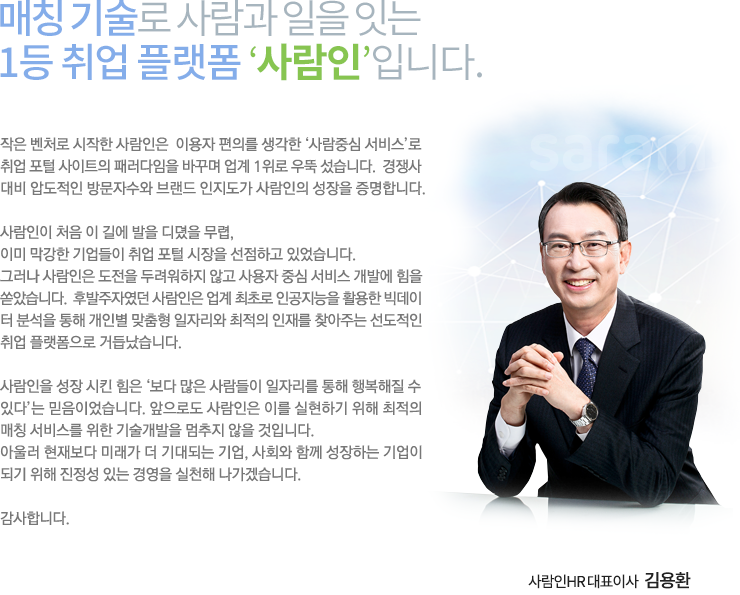 매칭 기술로 사람과 일을 잇는
1등 취업 플랫폼 ‘사람인’입니다.
작은 벤처로 시작한 사람인은 이용자 편의를 생각한 ‘사람중심 서비스’로
취업 포털 사이트의 패러다임을 바꾸며 업계 1위로 우뚝 섰습니다. 경쟁사
대비 압도적인 방문자수와 브랜드 인지도가 사람인의 성장을 증명합니다.
사람인이 처음 이 길에 발을 디뎠을 무렵,
이미 막강한 기업들이 취업 포털 시장을 선점하고 있었습니다.
그러나 사람인은 도전을 두려워하지 않고 사용자 중심 서비스 개발에 힘을
쏟았습니다. 후발주자였던 사람인은 업계 최초로 인공지능을 활용한 빅데이
터 분석을 통해 개인별 맞춤형 일자리와 최적의 인재를 찾아주는 선도적인
취업 플랫폼으로 거듭났습니다.
사람인을 성장 시킨 힘은 ‘보다 많은 사람들이 일자리를 통해 행복해질 수
있다’는 믿음이었습니다. 앞으로도 사람인은 이를 실현하기 위해 최적의
매칭 서비스를 위한 기술개발을 멈추지 않을 것입니다.
아울러 현재보다 미래가 더 기대되는 기업, 사회와 함께 성장하는 기업이
되기 위해 진정성 있는 경영을 실천해 나가겠습니다.
감사합니다.
saram
사람인HR 대표이사 김용환